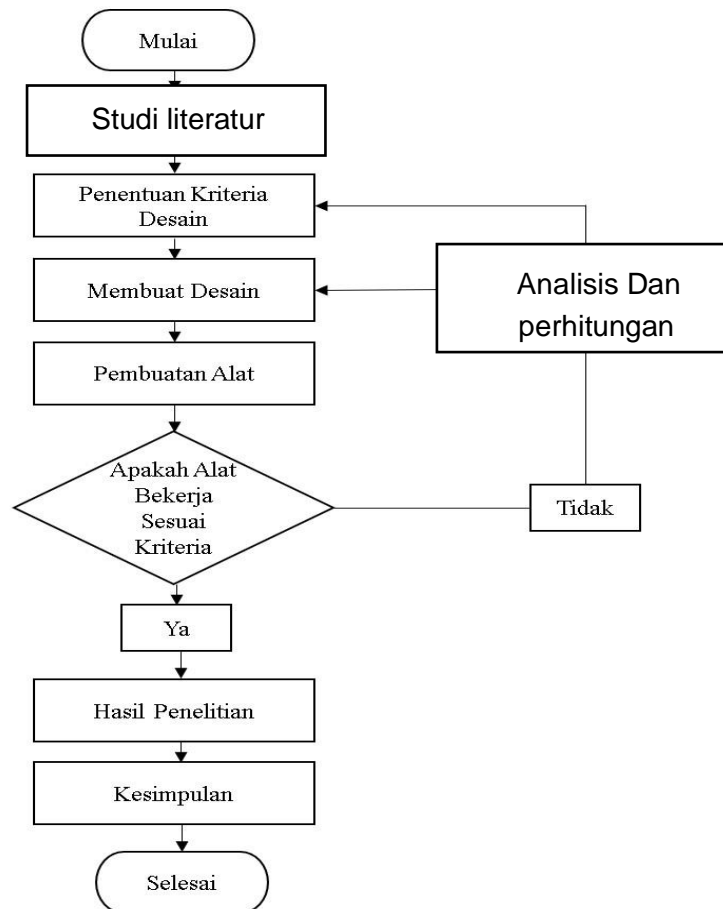 Mulai
Studi literatur
Penentuan Kriteria
Desain
Membuat Desain
Analisis Dan
perhitungan
Pembuatan Alat
Apakah Alat
Bekerja
Sesuai
Kriteria
Tidak
Ya
Hasil Penelitian
Kesimpulan
Selesai